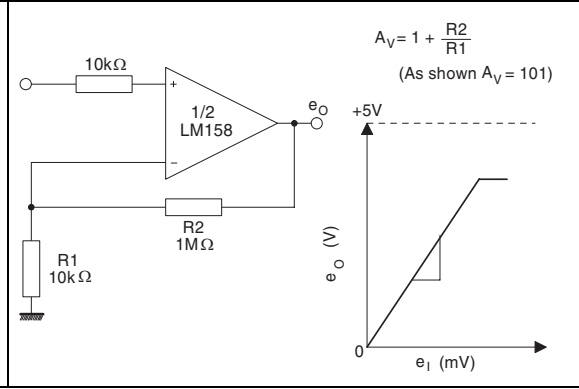 10kΩ
+
1/2
LM158
eO
−
R2
1MΩ
R1
10kΩ
AV = 1 + R2/R1
(As shown AV = 101)
+5V
eO (V)
0
eI (mV)